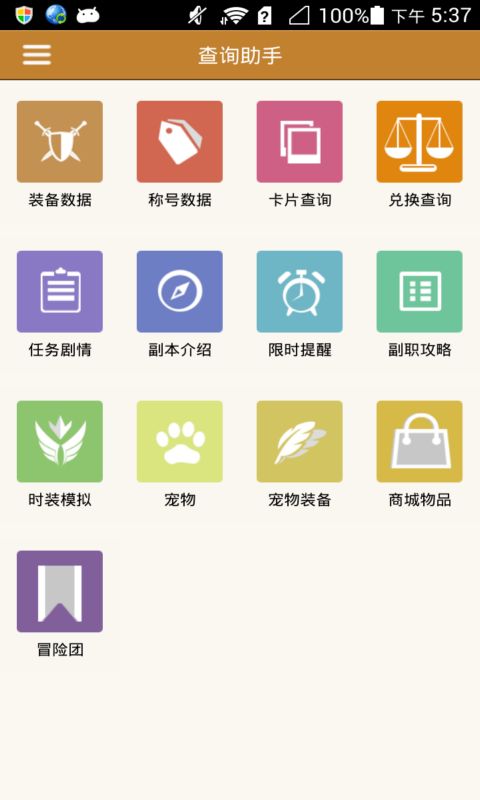 100% 下午 5:37
查询助手
装备数据 称号数据 卡片查询 兑换查询
任务剧情 副本介绍 限时提醒 副职攻略
时装模拟 宠物 宠物装备 商城物品
冒险团